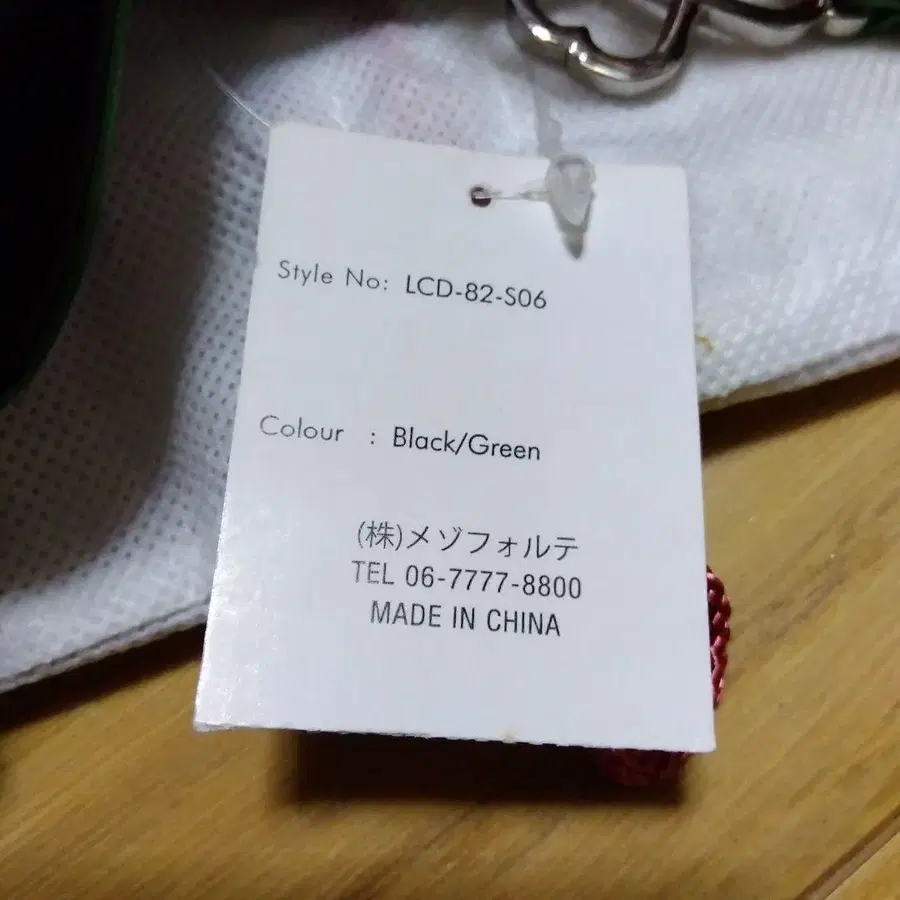 Style No: LCD-82-S06
Colour : Black/Green
(株)メゾフォルテ
TEL 06-7777-8800
MADE IN CHINA